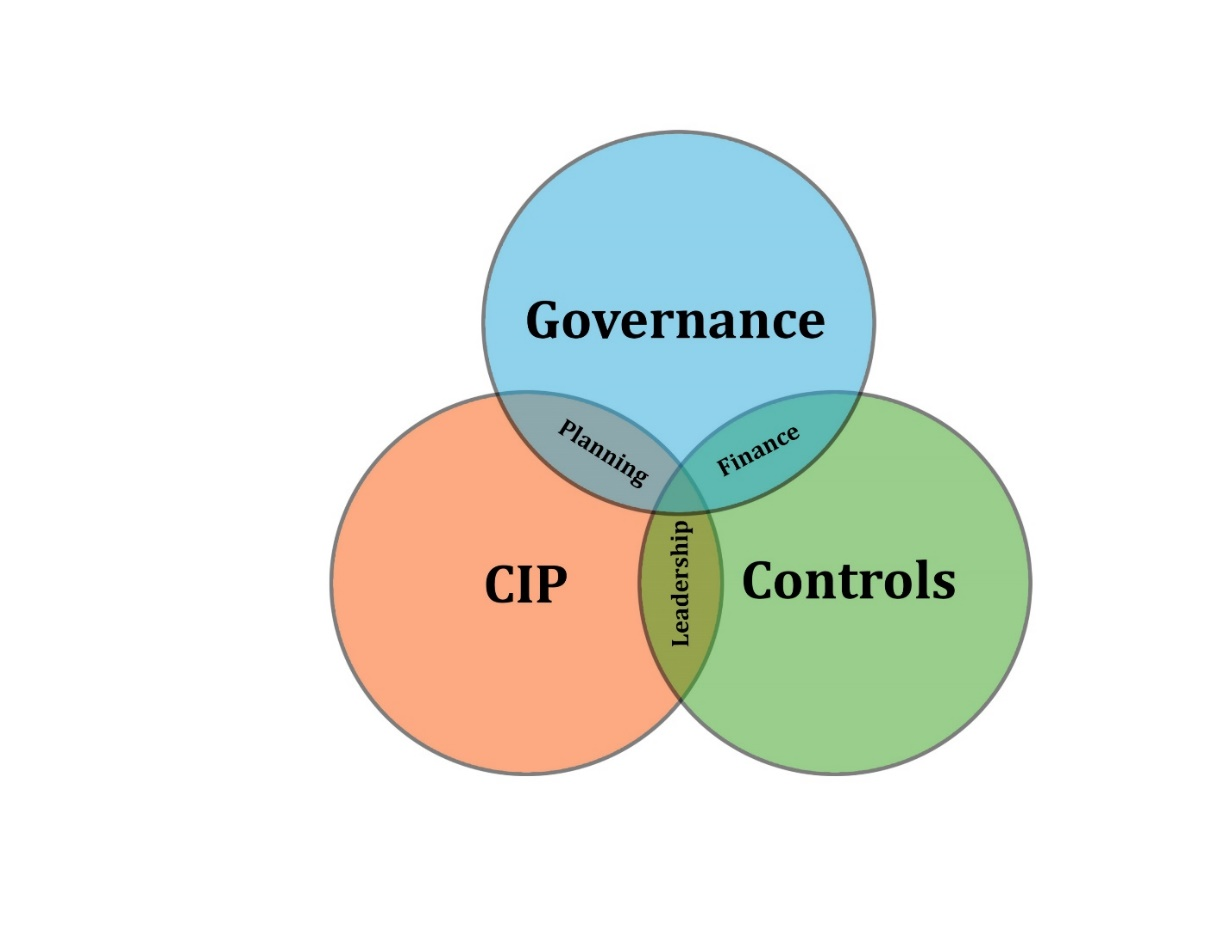 Governance
Planning
Finance
Leadership
CIP
Controls